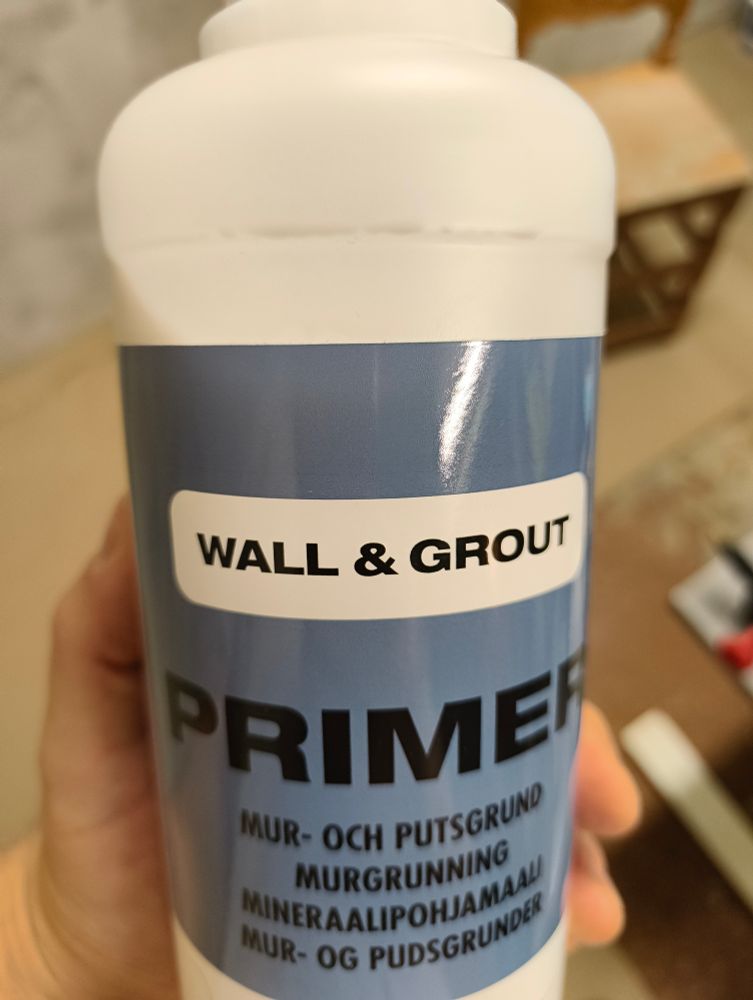 WALL & GROUT
PRIMER
MUR- OCH PUTSGRUND
MURGRUNNING
MINERAALIPOHJAMAALI
MUR- OG PUDSGRUNDER